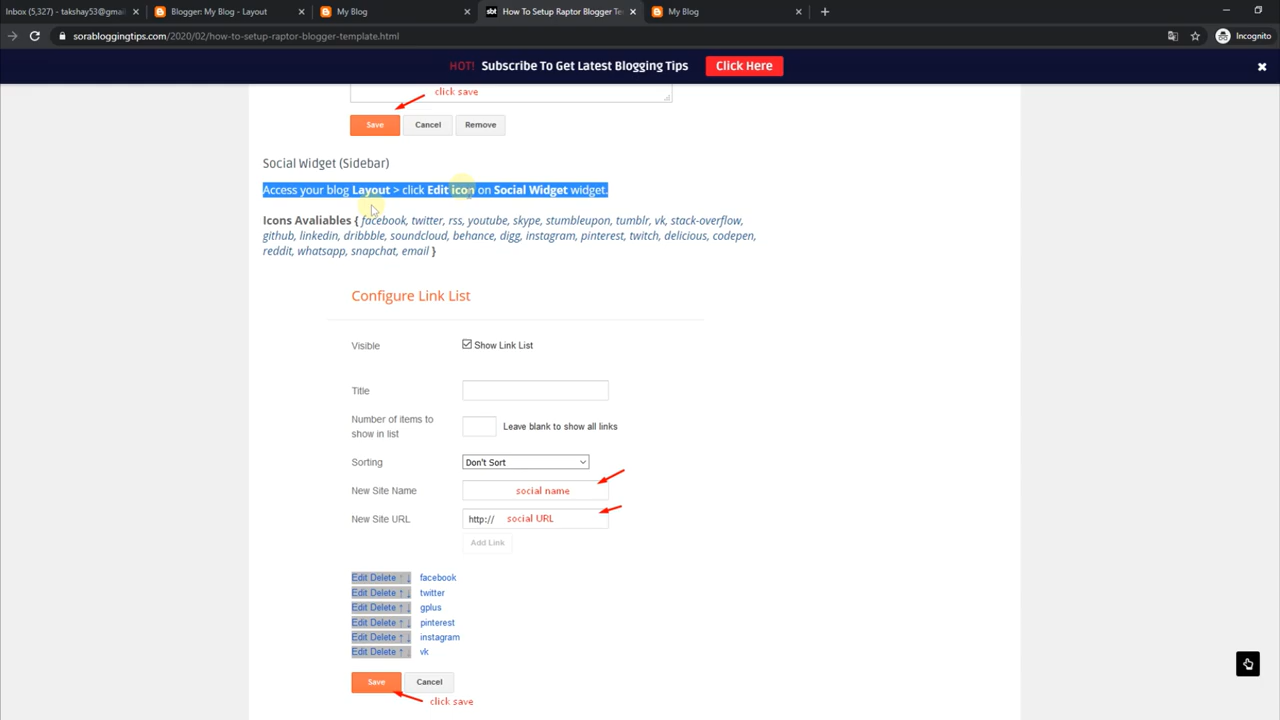 Inbox (5,327) - takshay53@gmail
Blogger: My Blog - Layout
My Blog
How To Setup Raptor Blogger Te
My Blog
sorabloggingtips.com/2020/02/how-to-setup-raptor-blogger-template.html
Incognito
HOT! Subscribe To Get Latest Blogging Tips Click Here
click save
Save Cancel Remove
Social Widget (Sidebar)
Access your blog Layout > click Edit icon on Social Widget widget.
Icons Avaliables { facebook, twitter, rss, youtube, skype, stumbleupon, tumblr, vk, stack-overflow,
github, linkedin, dribbble, soundcloud, behance, digg, instagram, pinterest, twitch, delicious, codepen,
reddit, whatsapp, snapchat, email }
Configure Link List
Visible Show Link List
Title
Number of items to
show in list
Leave blank to show all links
Sorting Don't Sort
New Site Name social name
New Site URL http:// social URL
Add Link
Edit Delete ↑ ↓ facebook
Edit Delete ↑ ↓ twitter
Edit Delete ↑ ↓ gplus
Edit Delete ↑ ↓ pinterest
Edit Delete ↑ ↓ instagram
Edit Delete ↑ ↓ vk
Save Cancel
click save